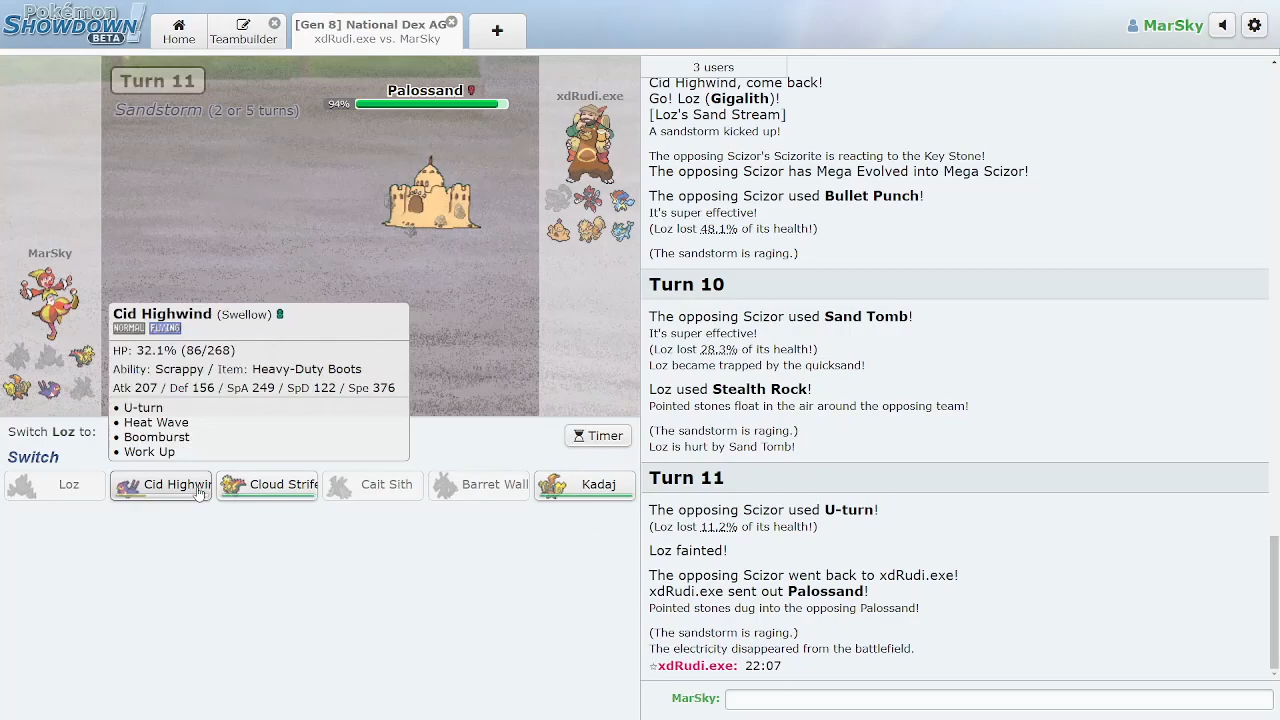 Pokémon
SHOWDOWN!
BETA
Home
Teambuilder
[Gen 8] National Dex AG
xdRudi.exe vs. MarSky
+
MarSky
Turn 11
Sandstorm (2 or 5 turns)
Palossand
94%
xdRudi.exe
MarSky
Cid Highwind (Swellow)
NORMAL FLYING
HP: 32.1% (86/268)
Ability: Scrappy / Item: Heavy-Duty Boots
Atk 207 / Def 156 / SpA 249 / SpD 122 / Spe 376
• U-turn
• Heat Wave
• Boomburst
• Work Up
Switch Loz to:
Timer
Switch
Loz
Cid Highwin
Cloud Strife
Cait Sith
Barret Wall
Kadaj
3 users
Cid Highwind, come back!
Go! Loz (Gigalith)!
[Loz's Sand Stream]
A sandstorm kicked up!
The opposing Scizor's Scizorite is reacting to the Key Stone!
The opposing Scizor has Mega Evolved into Mega Scizor!
The opposing Scizor used Bullet Punch!
It's super effective!
(Loz lost 48.1% of its health!)
(The sandstorm is raging.)
Turn 10
The opposing Scizor used Sand Tomb!
It's super effective!
(Loz lost 28.3% of its health!)
Loz became trapped by the quicksand!
Loz used Stealth Rock!
Pointed stones float in the air around the opposing team!
(The sandstorm is raging.)
Loz is hurt by Sand Tomb!
Turn 11
The opposing Scizor used U-turn!
(Loz lost 11.2% of its health!)
Loz fainted!
The opposing Scizor went back to xdRudi.exe!
xdRudi.exe sent out Palossand!
Pointed stones dug into the opposing Palossand!
(The sandstorm is raging.)
The electricity disappeared from the battlefield.
☆xdRudi.exe: 22:07
MarSky: